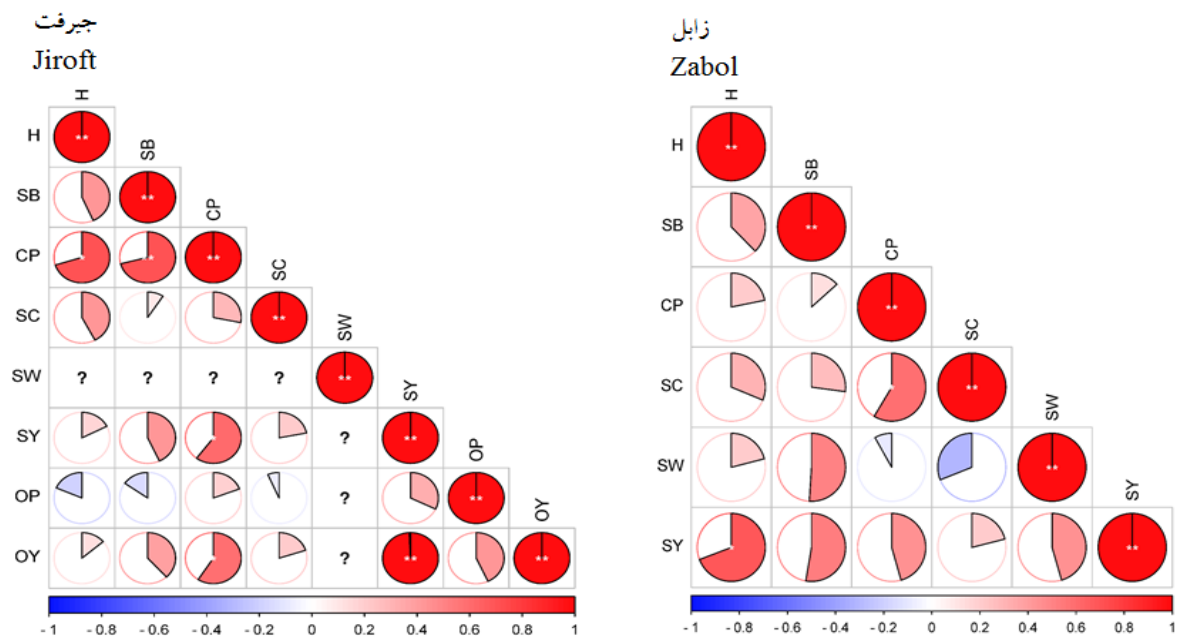 جیرفت
Jiroft
H
H
**
SB
SB
**
CP
CP
*
**
**
SC
SC
**
SW
SW
?
?
?
?
**
SY
SY
*
?
**
OP
OP
?
**
OY
OY
*
?
**
**
- 1 - 0.8 - 0.6 - 0.4 - 0.2 0 0.2 0.4 0.6 0.8 1
زابل
Zabol
H
H
**
SB
SB
**
CP
CP
**
SC
SC
*
**
SW
SW
**
SY
SY
*
**
- 1 - 0.8 - 0.6 - 0.4 - 0.2 0 0.2 0.4 0.6 0.8 1